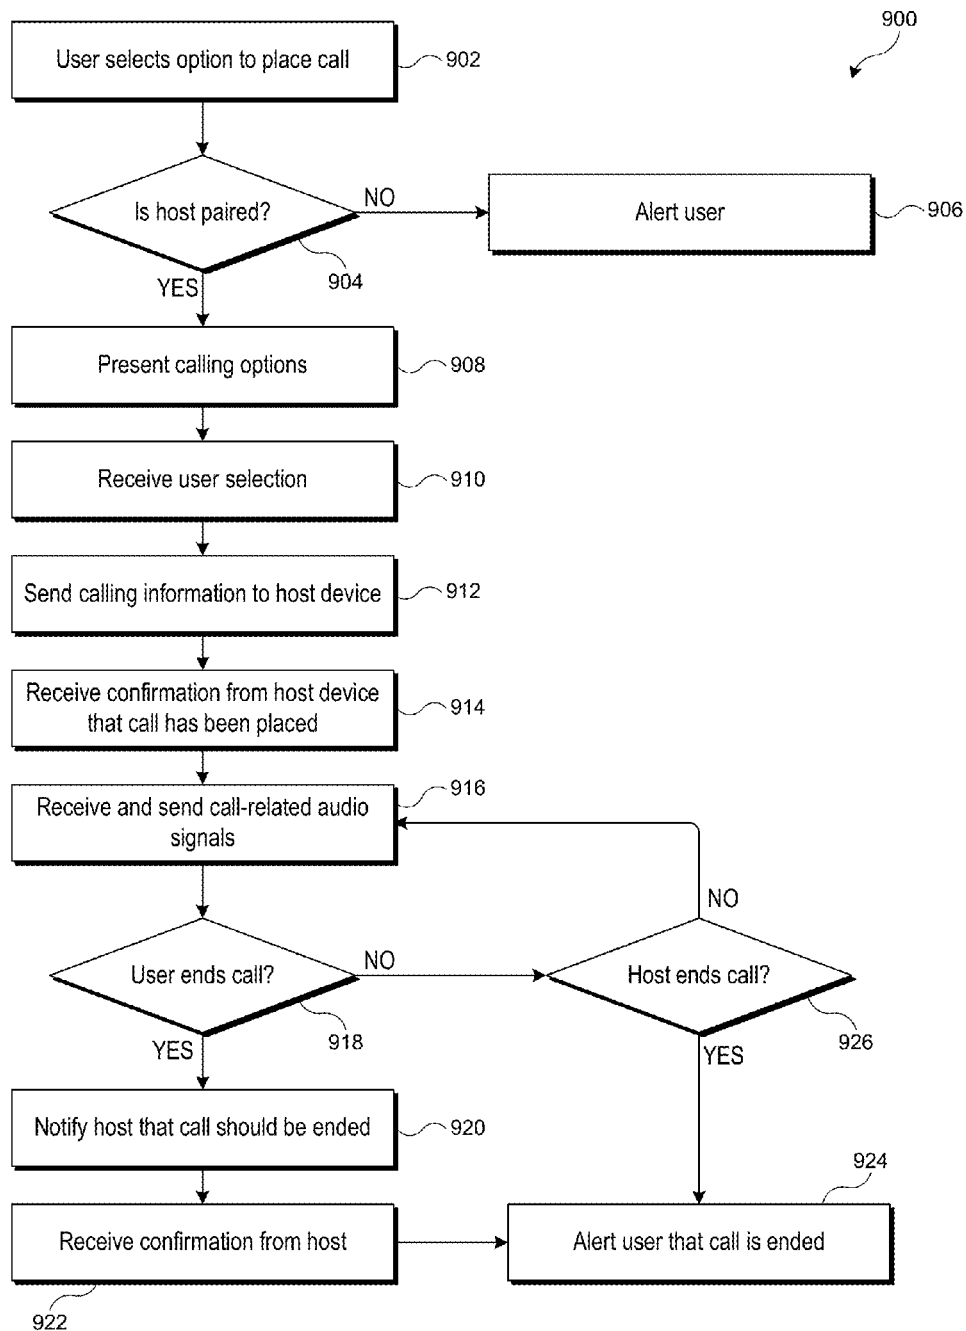 900
User selects option to place call
902
Is host paired?
NO
904
YES
Alert user
906
Present calling options
908
Receive user selection
910
Send calling information to host device
912
Receive confirmation from host device
that call has been placed
914
Receive and send call-related audio
signals
916
User ends call?
NO
918
YES
Host ends call?
NO
926
YES
Notify host that call should be ended
920
Receive confirmation from host
922
Alert user that call is ended
924